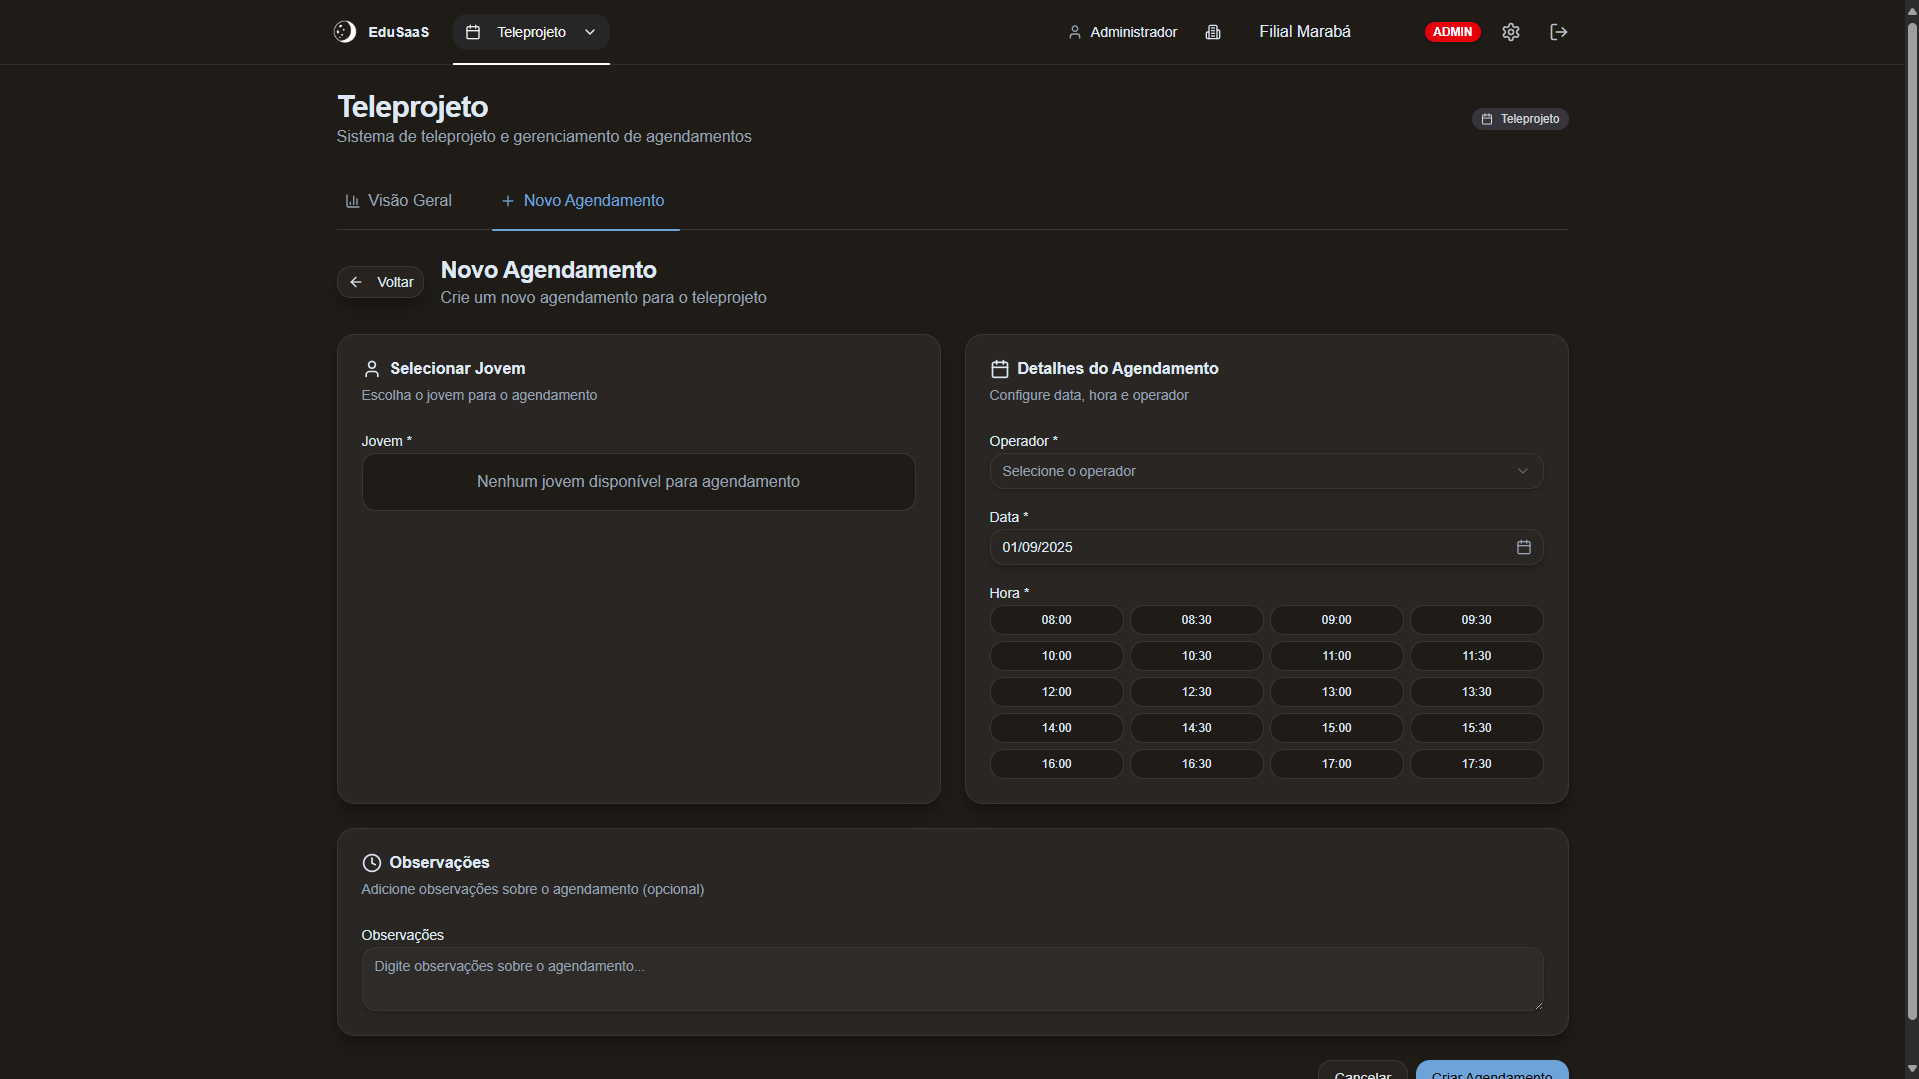 EduSaaS
Teleprojeto
Administrador
Filial Marabá
ADMIN
Teleprojeto
Sistema de teleprojeto e gerenciamento de agendamentos
Teleprojeto
Visão Geral
Novo Agendamento
Voltar
Novo Agendamento
Crie um novo agendamento para o teleprojeto
Selecionar Jovem
Escolha o jovem para o agendamento
Jovem *
Nenhum jovem disponível para agendamento
Detalhes do Agendamento
Configure data, hora e operador
Operador *
Selecione o operador
Data *
01/09/2025
Hora *
08:00 08:30 09:00 09:30
10:00 10:30 11:00 11:30
12:00 12:30 13:00 13:30
14:00 14:30 15:00 15:30
16:00 16:30 17:00 17:30
Observações
Adicione observações sobre o agendamento (opcional)
Observações
Digite observações sobre o agendamento...
Cancelar
Criar Agendamento